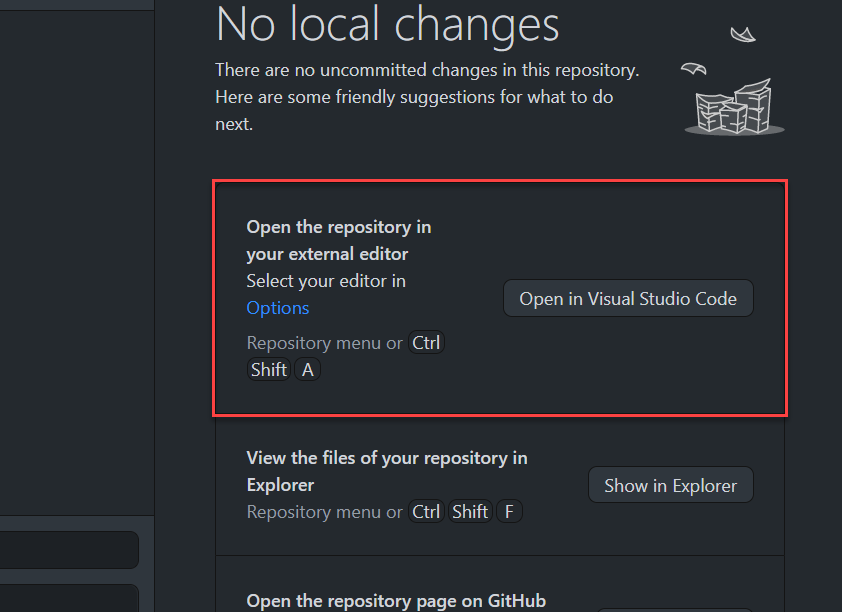 No local changes
There are no uncommitted changes in this repository.
Here are some friendly suggestions for what to do
next.
Open the repository in
your external editor
Select your editor in
Options
Repository menu or Ctrl
Shift A
Open in Visual Studio Code
View the files of your repository in
Explorer
Repository menu or Ctrl Shift F
Show in Explorer
Open the repository page on GitHub